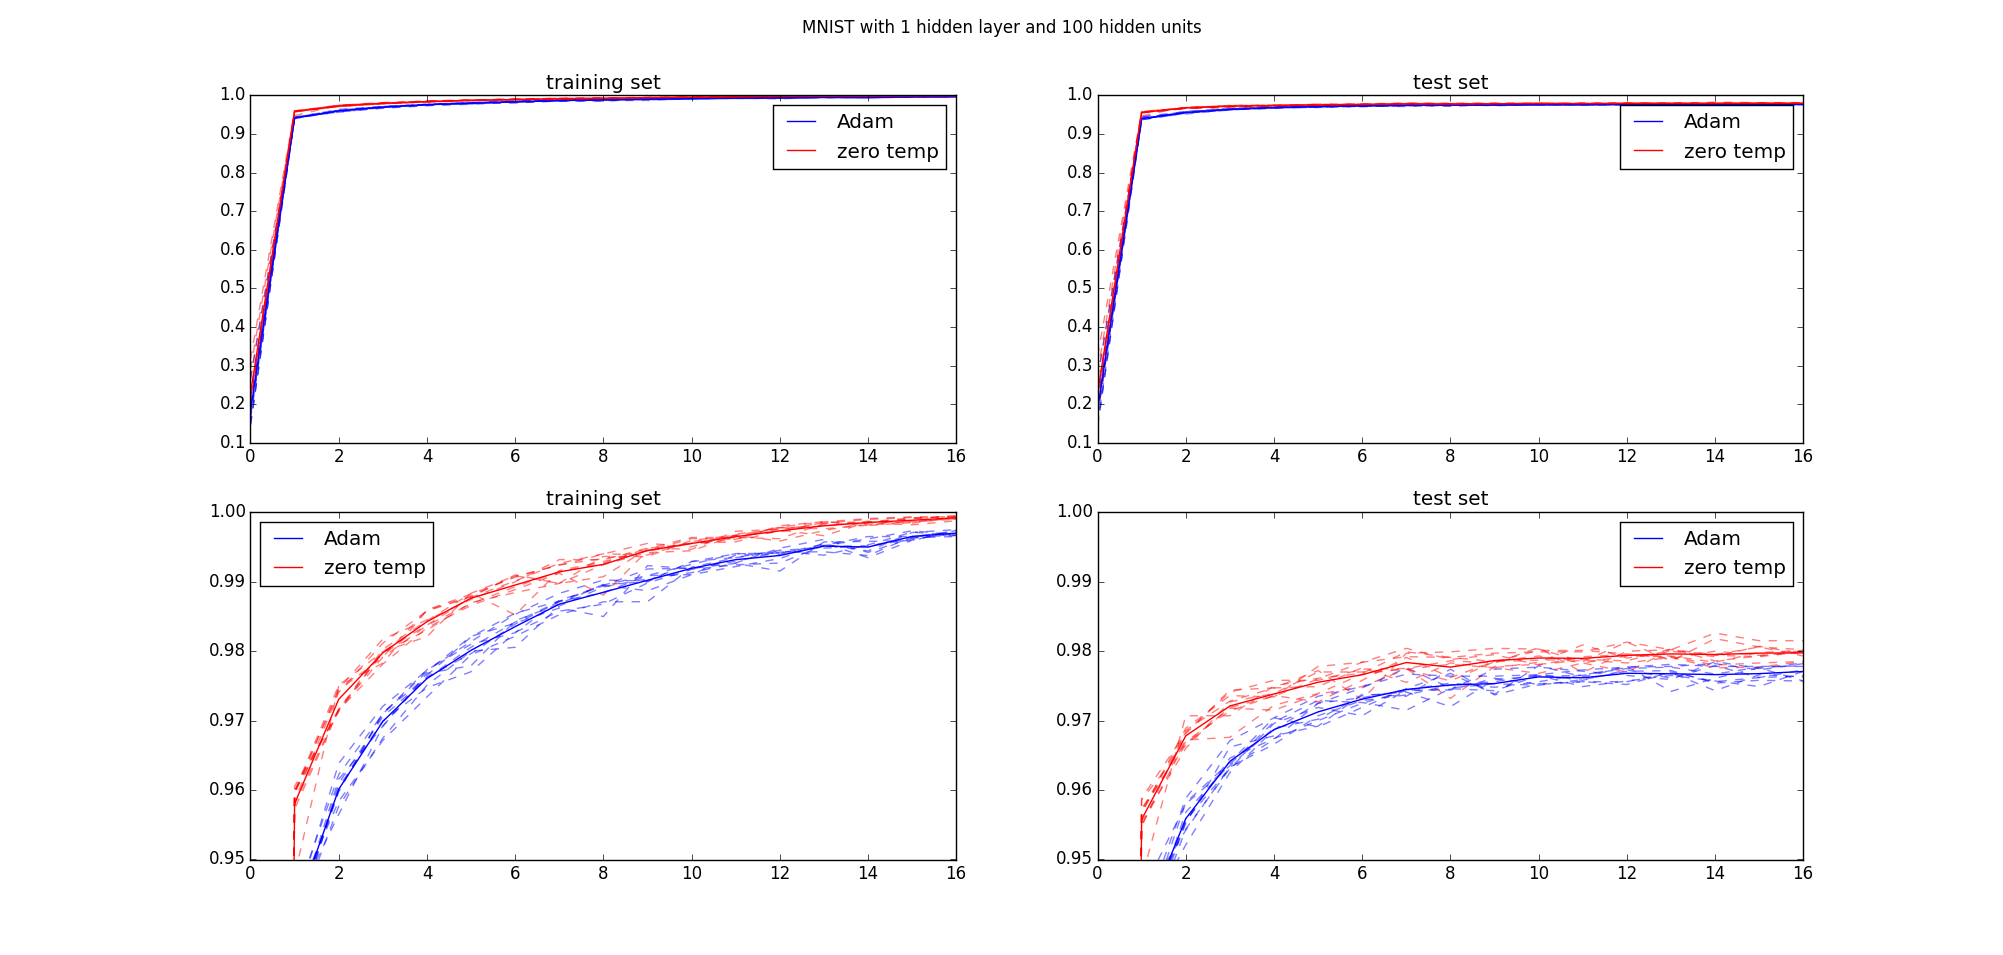 MNIST with 1 hidden layer and 100 hidden units
training set
1.0
0.9
0.8
0.7
0.6
0.5
0.4
0.3
0.2
0.1
0 2 4 6 8 10 12 14 16
Adam
zero temp
test set
1.0
0.9
0.8
0.7
0.6
0.5
0.4
0.3
0.2
0.1
0 2 4 6 8 10 12 14 16
Adam
zero temp
training set
1.00
0.99
0.98
0.97
0.96
0.95
0 2 4 6 8 10 12 14 16
Adam
zero temp
test set
1.00
0.99
0.98
0.97
0.96
0.95
0 2 4 6 8 10 12 14 16
Adam
zero temp